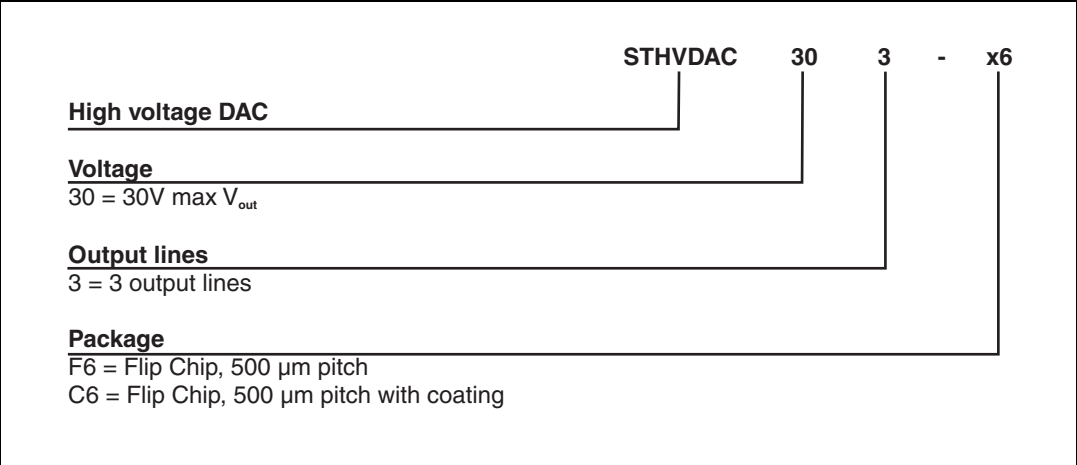 STHVDAC 30 3 - x6
High voltage DAC
Voltage
30 = 30V max Vout
Output lines
3 = 3 output lines
Package
F6 = Flip Chip, 500 µm pitch
C6 = Flip Chip, 500 µm pitch with coating